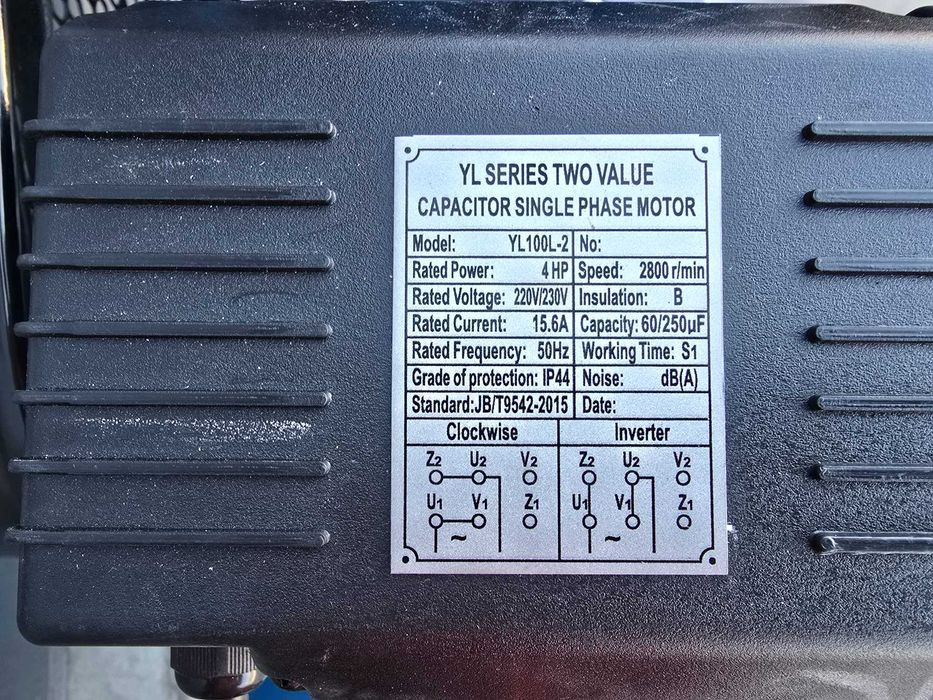 YL SERIES TWO VALUE
CAPACITOR SINGLE PHASE MOTOR
Model: YL100L-2 No:
Rated Power: 4 HP Speed: 2800 r/min
Rated Voltage: 220V/230V Insulation: B
Rated Current: 15.6A Capacity: 60/250μF
Rated Frequency: 50Hz Working Time: S1
Grade of protection: IP44 Noise: dB(A)
Standard:JB/T9542-2015 Date:
Clockwise Inverter
Z2 U2 V2 Z2 U2 V2
U1 V1 Z1 U1 V1 Z1
~ ~